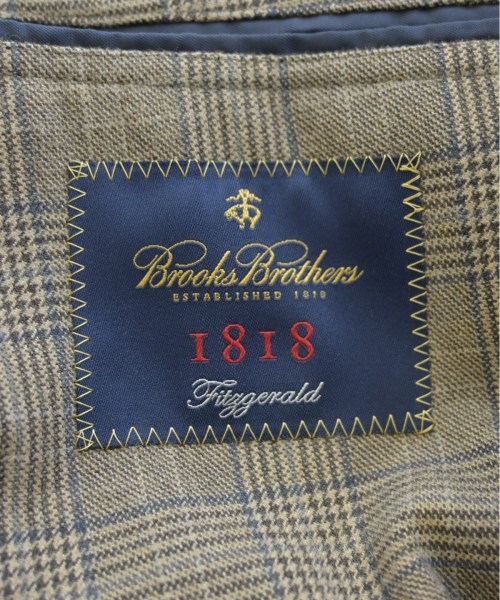 Brooks Brothers
ESTABLISHED 1818
1818
Fitzgerald